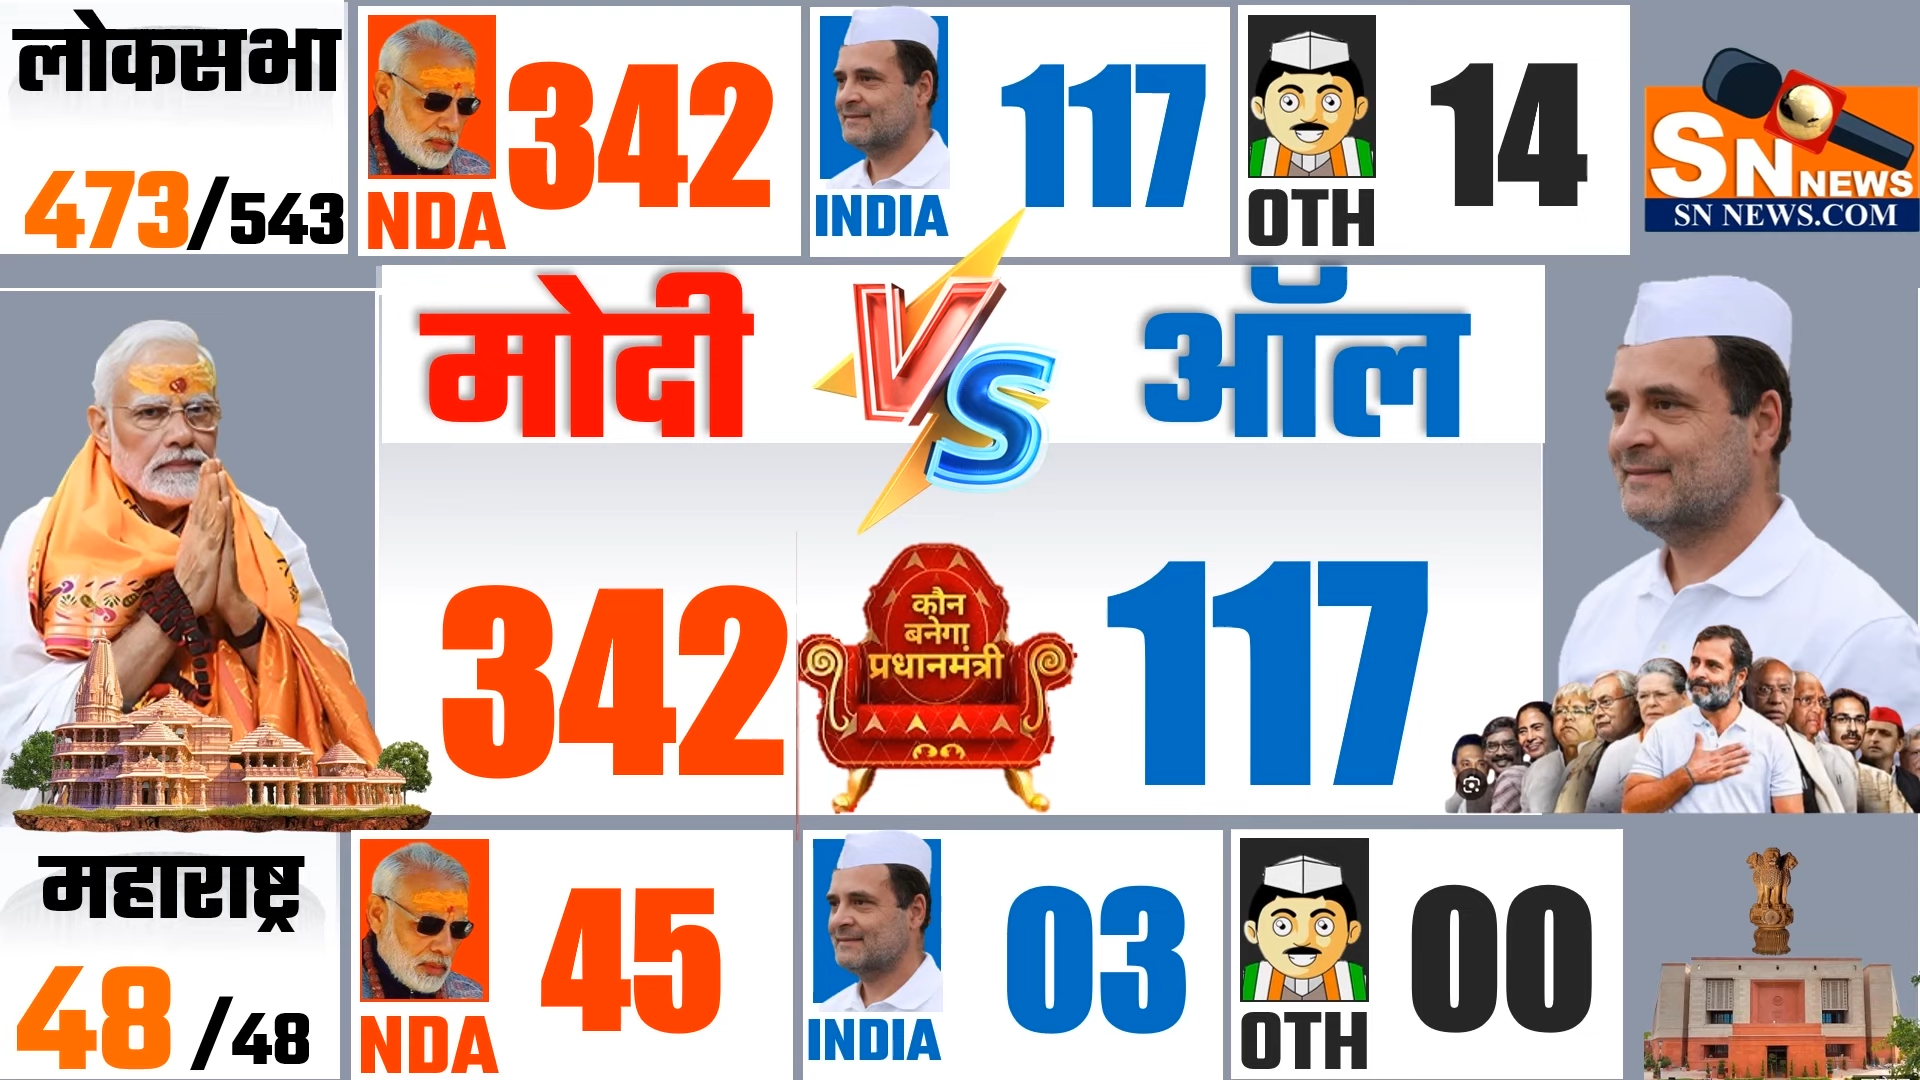 लोकसभा
473/543
NDA
342
INDIA
117
OTH
14
SN NEWS
SN NEWS.COM
मोदी
VS
ऑल
342
कौन
बनेगा
प्रधानमंत्री
117
महाराष्ट्र
48/48
NDA
45
INDIA
03
OTH
00